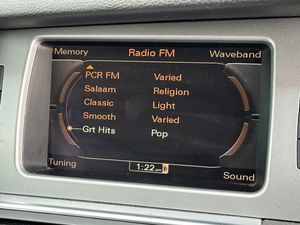 Memory Radio FM Waveband
PCR FM Varied
Salaam Religion
Classic Light
Smooth Varied
Grt Hits Pop
Tuning 1:22 Sound